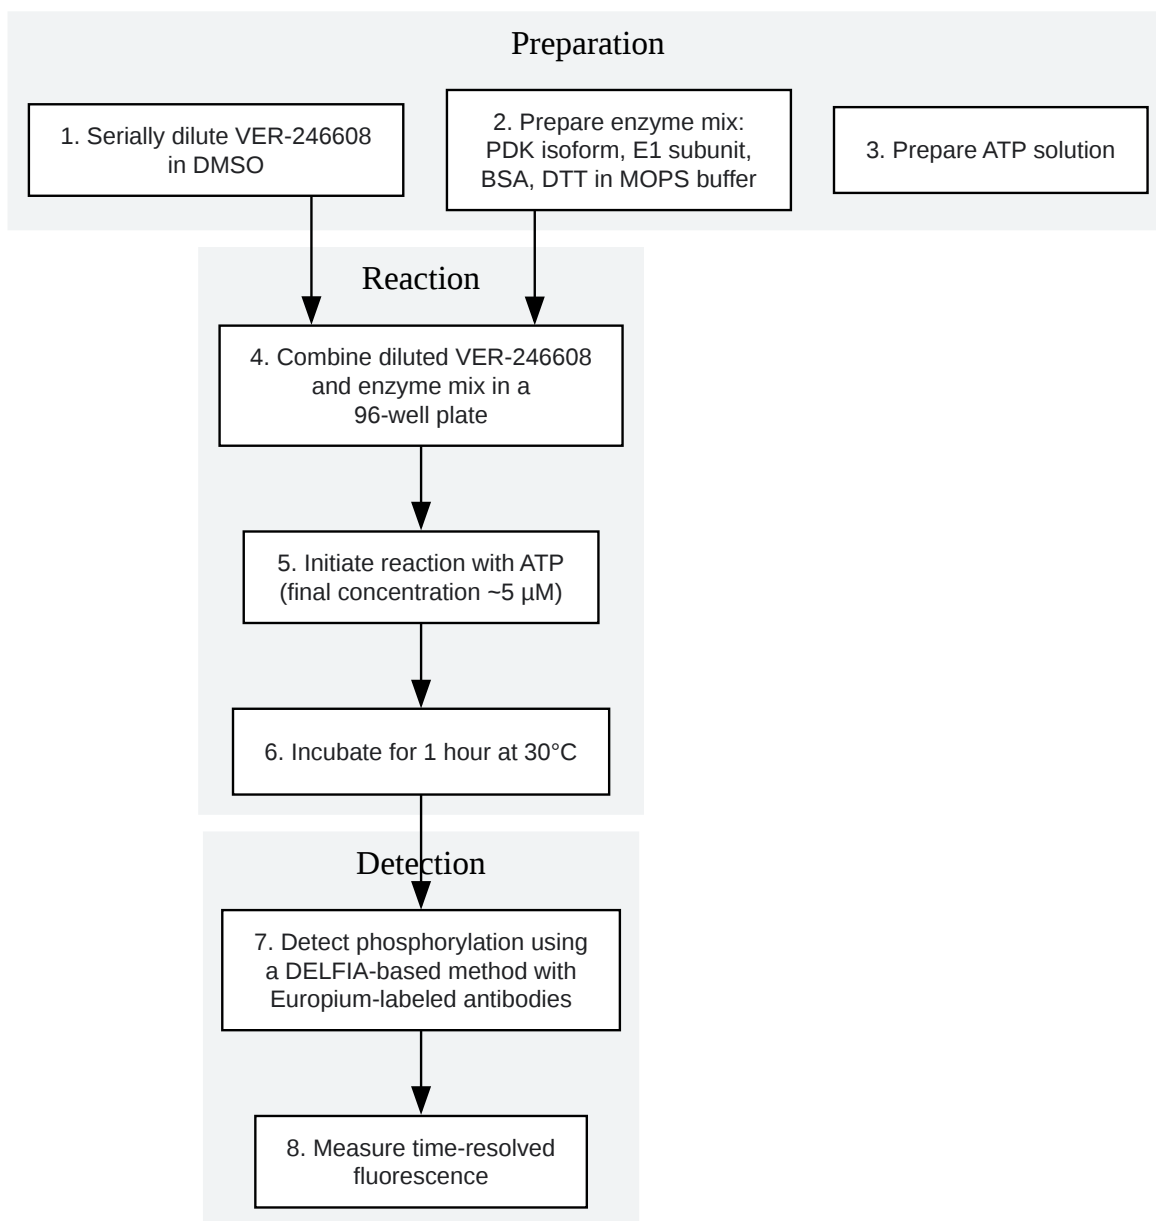 Preparation
1. Serially dilute VER-246608
in DMSO
2. Prepare enzyme mix:
PDK isoform, E1 subunit,
BSA, DTT in MOPS buffer
3. Prepare ATP solution
Reaction
4. Combine diluted VER-246608
and enzyme mix in a
96-well plate
5. Initiate reaction with ATP
(final concentration ~5 µM)
6. Incubate for 1 hour at 30°C
Detection
7. Detect phosphorylation using
a DELFIA-based method with
Europium-labeled antibodies
8. Measure time-resolved
fluorescence